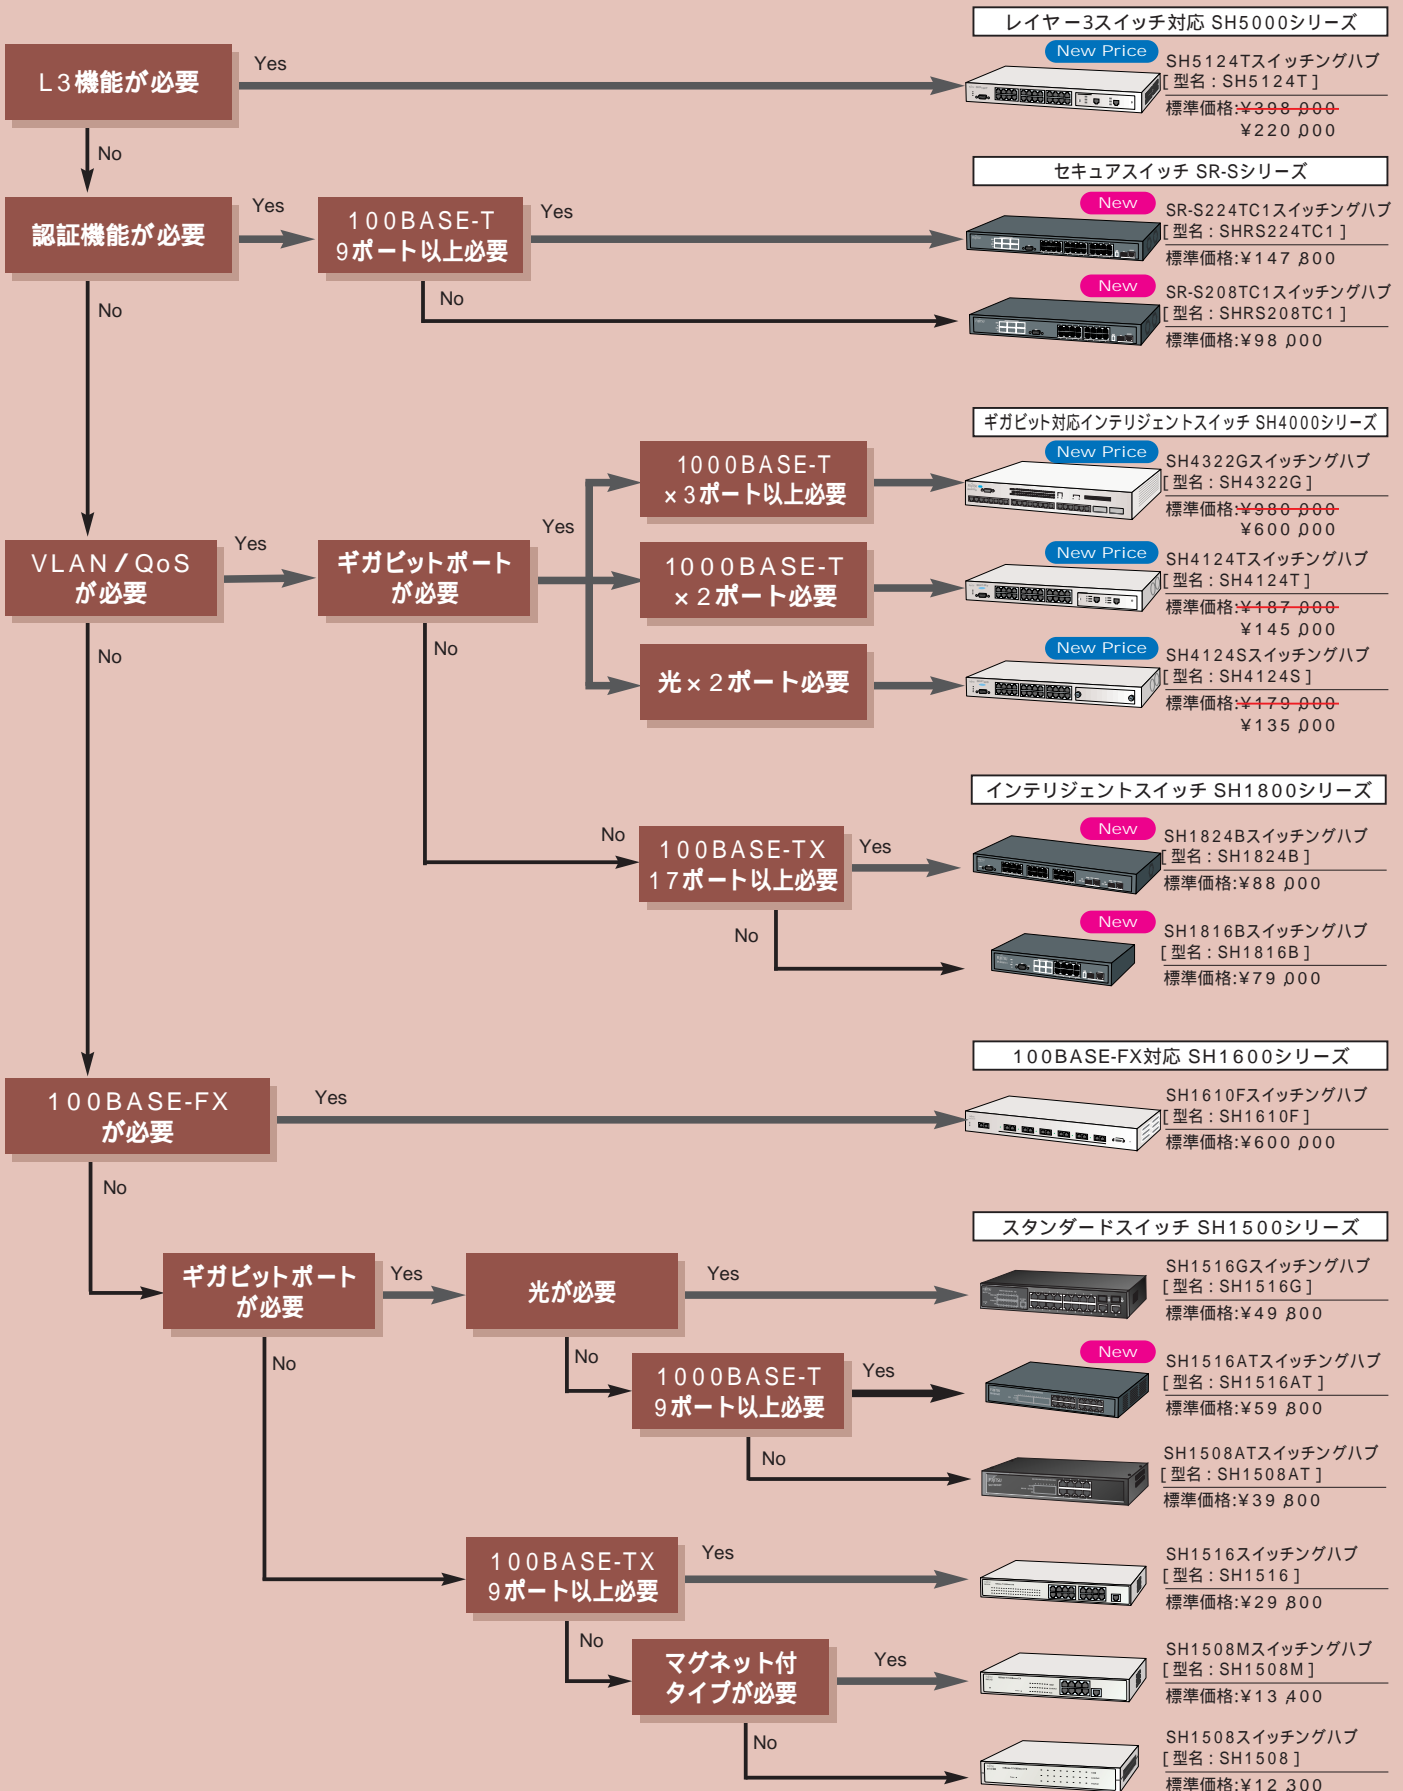 レイヤー3スイッチ対応 SH5000シリーズ
New Price
L3機能が必要
Yes
SH5124Tスイッチングハブ
[型名：SH5124T]
標準価格:¥398,000
¥220,000
No
セキュアスイッチ SR-Sシリーズ
New
認証機能が必要
Yes
100BASE-T
9ポート以上必要
Yes
SR-S224TC1スイッチングハブ
[型名：SHRS224TC1]
標準価格:¥147,800
No
No
New
SR-S208TC1スイッチングハブ
[型名：SHRS208TC1]
標準価格:¥98,000
ギガビット対応インテリジェントスイッチ SH4000シリーズ
New Price
1000BASE-T
×3ポート以上必要
SH4322Gスイッチングハブ
[型名：SH4322G]
標準価格:¥980,000
¥600,000
VLAN／QoS
が必要
Yes
ギガビットポート
が必要
Yes
New Price
1000BASE-T
×2ポート必要
SH4124Tスイッチングハブ
[型名：SH4124T]
標準価格:¥187,000
¥145,000
No
No
New Price
光×2ポート必要
SH4124Sスイッチングハブ
[型名：SH4124S]
標準価格:¥179,000
¥135,000
インテリジェントスイッチ SH1800シリーズ
New
No
100BASE-TX
17ポート以上必要
Yes
SH1824Bスイッチングハブ
[型名：SH1824B]
標準価格:¥88,000
No
New
SH1816Bスイッチングハブ
[型名：SH1816B]
標準価格:¥79,000
100BASE-FX対応 SH1600シリーズ
100BASE-FX
が必要
Yes
SH1610Fスイッチングハブ
[型名：SH1610F]
標準価格:¥600,000
No
スタンダードスイッチ SH1500シリーズ
ギガビットポート
が必要
Yes
光が必要
Yes
SH1516Gスイッチングハブ
[型名：SH1516G]
標準価格:¥49,800
No
No
1000BASE-T
9ポート以上必要
Yes
New
SH1516ATスイッチングハブ
[型名：SH1516AT]
標準価格:¥59,800
No
SH1508ATスイッチングハブ
[型名：SH1508AT]
標準価格:¥39,800
100BASE-TX
9ポート以上必要
Yes
SH1516スイッチングハブ
[型名：SH1516]
標準価格:¥29,800
No
マグネット付
タイプが必要
Yes
SH1508Mスイッチングハブ
[型名：SH1508M]
標準価格:¥13,400
No
SH1508スイッチングハブ
[型名：SH1508]
標準価格:¥12,300